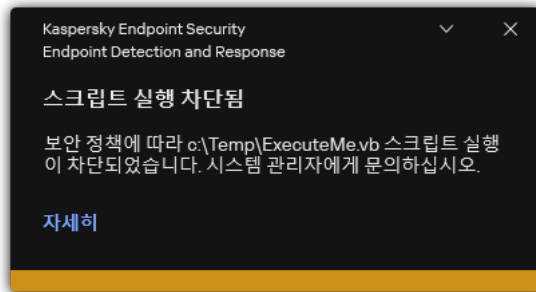 Kaspersky Endpoint Security
Endpoint Detection and Response
스크립트 실행 차단됨
보안 정책에 따라 c:\Temp\ExecuteMe.vb 스크립트 실행
이 차단되었습니다. 시스템 관리자에게 문의하십시오.
자세히